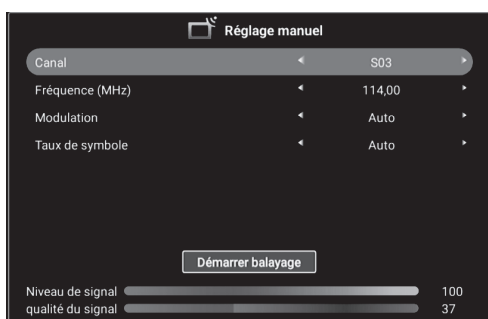 Réglage manuel
Canal S03
Fréquence (MHz) 114,00
Modulation Auto
Taux de symbole Auto
Démarrer balayage
Niveau de signal 100
qualité du signal 37